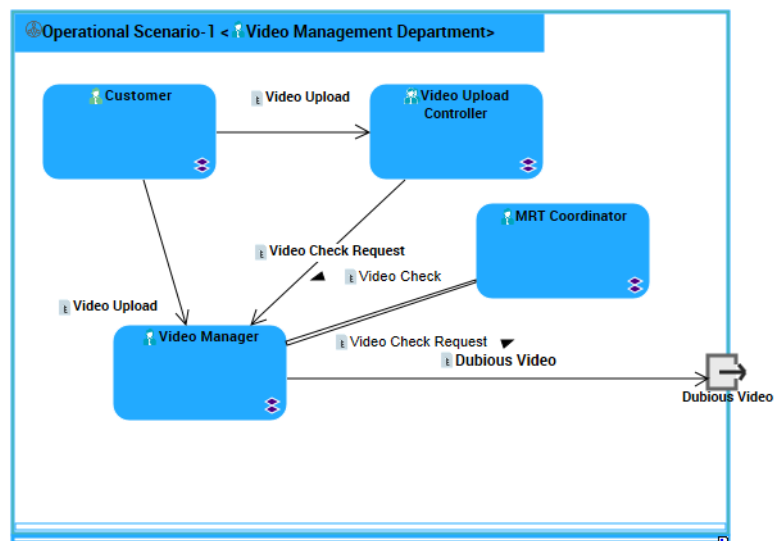 Operational Scenario-1 < Video Management Department>
Customer
Video Upload
Video Upload
Controller
MRT Coordinator
Video Check Request
Video Check
Video Upload
Video Manager
Video Check Request
Dubious Video
Dubious Video